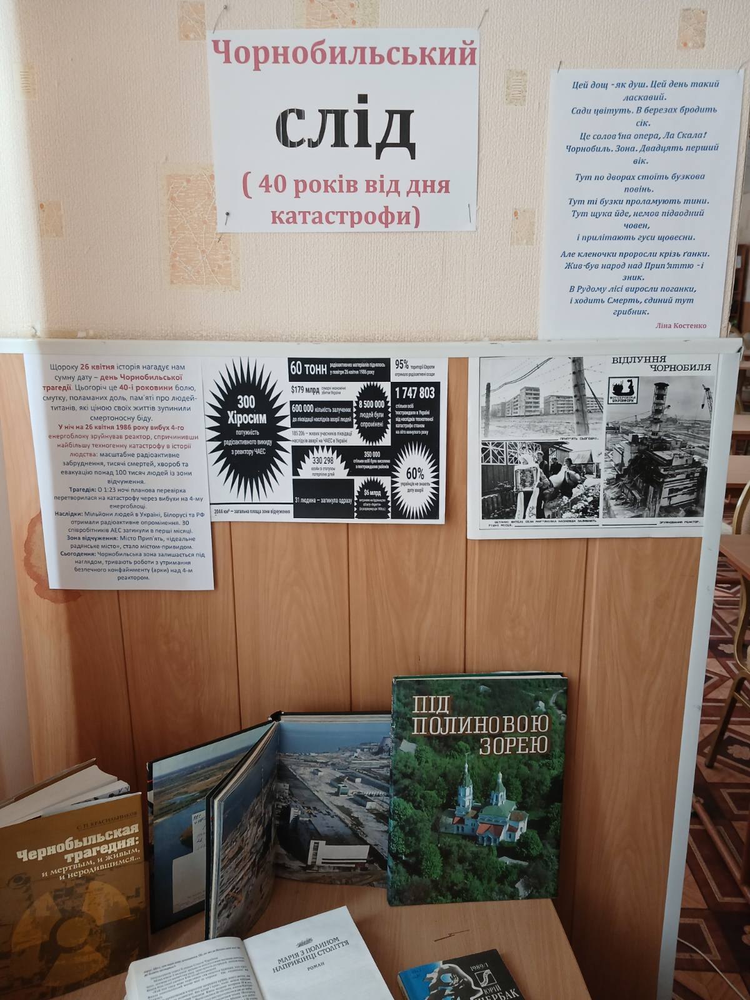 Чорнобильський
слід
( 40 років від дня
катастрофи)
Цей дощ - як душ. Цей день такий
ласкавий.
Сади цвітуть. В березах бродить
сік.
Це солов'їна опера, Ла Скала!
Чорнобиль. Зона. Двадцять перший
вік.
Тут по дворах стоїть бузкова
повінь.
Тут ті бузки проламують тини.
Тут щука йде, немов підводний
човен,
і прилітають гуси щовесни.
Але кленочки проросли крізь ґанки.
Жив-був народ над Прип'яттю - і
зник.
В Рудому лісі виросли поганки,
і ходить Смерть, єдиний тут
грибник.
Ліна Костенко
Щороку 26 квітня історія нагадує нам
сумну дату – день Чорнобильської
трагедії. Цьогоріч це 40-і роковини болю,
смутку, поламаних доль, пам'яті про людей-
титанів, які ціною своїх життів зупинили
смертоносну біду.
У ніч на 26 квітня 1986 року вибух 4-го
енергоблоку зруйнував реактор, спричинивши
найбільшу техногенну катастрофу в історії
людства: масштабне радіоактивне
забруднення, тисячі смертей, хвороб та
евакуацію понад 100 тисяч людей із зони
відчуження.
Трагедія: О 1:23 ночі планова перевірка
перетворилася на катастрофу через вибухи на 4-му
енергоблоці.
Наслідки: Мільйони людей в Україні, Білорусі та РФ
отримали радіоактивне опромінення. 30
співробітників АЕС загинули в перші місяці.
Зона відчуження: Місто Прип'ять, «ідеальне
радянське місто», стало містом-привидом.
Сьогодення: Чорнобильська зона залишається під
наглядом, тривають роботи з утримання
безпечного конфайнменту (арки) над 4-м
реактором.
300
Хіросим
потужність
радіоактивного викиду
з реактору ЧАЕС
2044 км² – загальна площа зони відчуження
60 тонн
радіоактивних матеріалів піднялось
у повітря 26 квітня 1986 року
$179 млрд
сумарні економічні
збитки України
600 000 кількість залучених
до ліквідації наслідків аварії людей
185 206 – живих учасників ліквідації
наслідків аварії на ЧАЕС в Україні
330 298
особи зі статусом
потерпілих дітей
31 людина – загинула одразу
8 500 000
людей були
опромінені
350 000
стільки осіб було виселено
з постраждалих районів
$6 млрд
95%
території Європи
отримало радіоактивні осади
1 747 803
стільки осіб
постраждали в Україні
від наслідків техногенної
катастрофи станом
на літо минулого року
60%
українців не знають
дату аварії
ВІДЛУННЯ
ЧОРНОБИЛЯ
ФОТОХРОНІКА
УКРІНФОРМ
ПРИП'ЯТЬ СЬОГОДНІ.
ОСТАННІ ЖИТЕЛІ СЕЛА МАР'ЯНІВКА НАЗАВЖДИ ЗАЛИШАЮТЬ
РІДНІ МІСЦЯ.
ЗРУЙНОВАНИЙ РЕАКТОР.
ПІД
ПОЛИНОВОЮ
ЗОРЕЮ
С. П. КРАСИЛЬНИКОВ
Чернобыльская
трагедия:
и мертвым, и живым,
и неродившимся...
МАРІЯ З ПОЛИНОМ
НАПРИКІНЦІ СТОЛІТТЯ
РОМАН
1989/1
ЮРІЙ
ЩЕРБАК